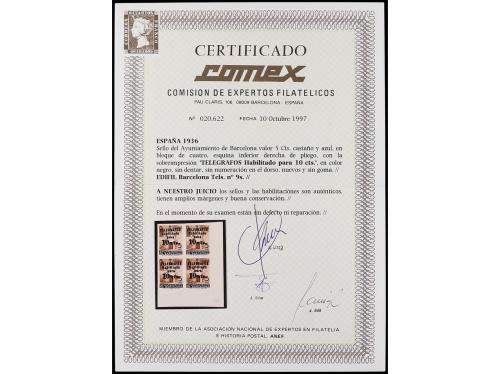 CERTIFICADO
comex
COMISION DE EXPERTOS FILATELICOS
PAU CLARIS, 106 08009 BARCELONA - ESPAÑA
Nº 020.622 FECHA 10 Octubre 1997
ESPAÑA 1936
Sello del Ayuntamiento de Barcelona valor 5 Cts. castaño y azul, en
bloque de cuatro, esquina inferior derecha de pliego, con la
sobreimpresión "TELEGRAFOS Habilitado para 10 cts.", en
color negro, sin dentar, sin numeración en el dorso, nuevos y sin goma. //
EDIFIL Barcelona Tels. nº 9s. //
A NUESTRO JUICIO los sellos y las habilitaciónes son auténticos,
tienen amplios márgenes y buena conservación. //
En el momento de su examen están sin defecto ni reparación. //
MIEMBRO DE LA ASOCIACIÓN NACIONAL DE EXPERTOS EN FILATELIA
E HISTORIA POSTAL: ANEF